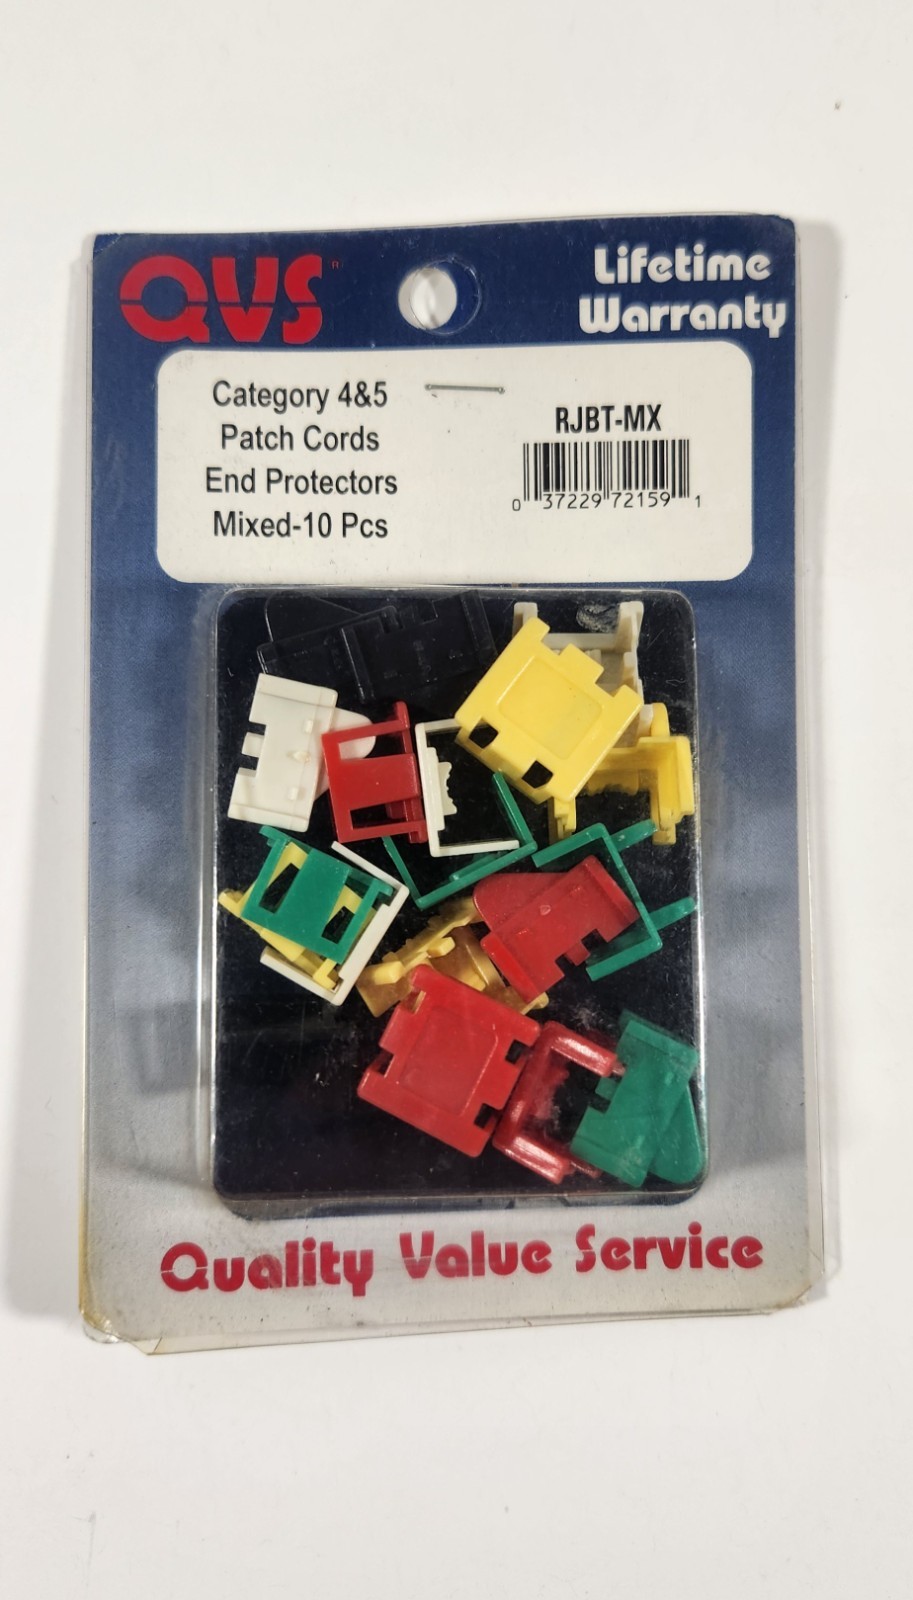 QVS®
Lifetime
Warranty
Category 4&5
Patch Cords
End Protectors
Mixed-10 Pcs
RJBT-MX
0 37229 72159 1
Quality Value Service